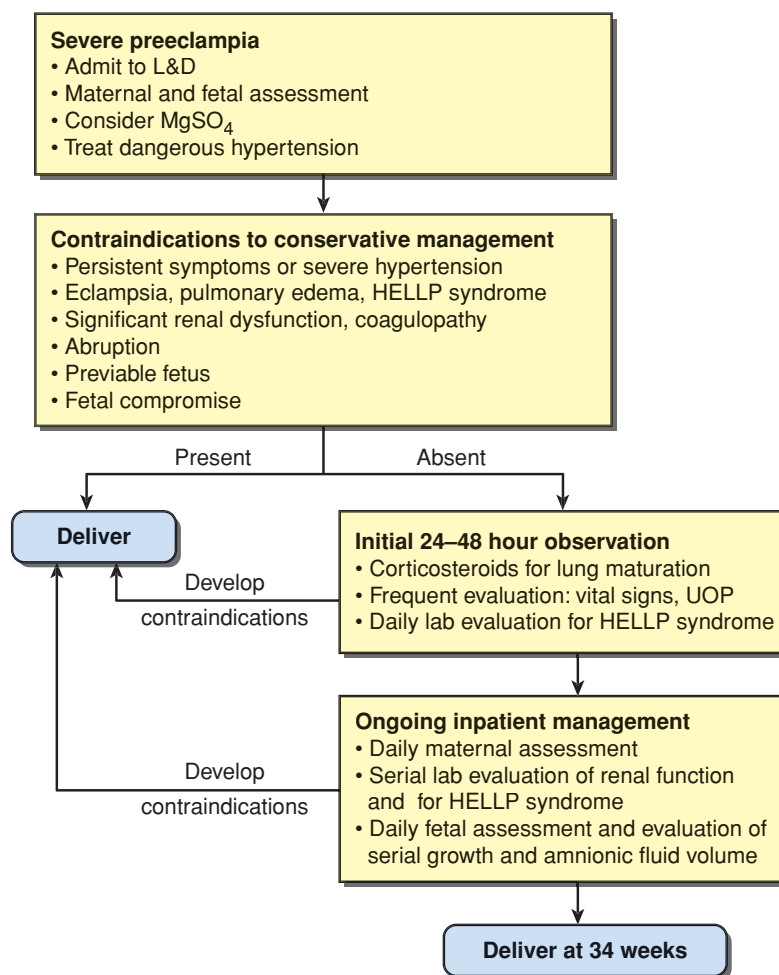 Severe preeclampsia
• Admit to L&D
• Maternal and fetal assessment
• Consider MgSO₄
• Treat dangerous hypertension
Contraindications to conservative management
• Persistent symptoms or severe hypertension
• Eclampsia, pulmonary edema, HELLP syndrome
• Significant renal dysfunction, coagulopathy
• Abruption
• Previable fetus
• Fetal compromise
Present
Absent
Deliver
Initial 24–48 hour observation
• Corticosteroids for lung maturation
• Frequent evaluation: vital signs, UOP
• Daily lab evaluation for HELLP syndrome
Develop
contraindications
Ongoing inpatient management
• Daily maternal assessment
• Serial lab evaluation of renal function
and for HELLP syndrome
• Daily fetal assessment and evaluation of
serial growth and amnionic fluid volume
Develop
contraindications
Deliver at 34 weeks